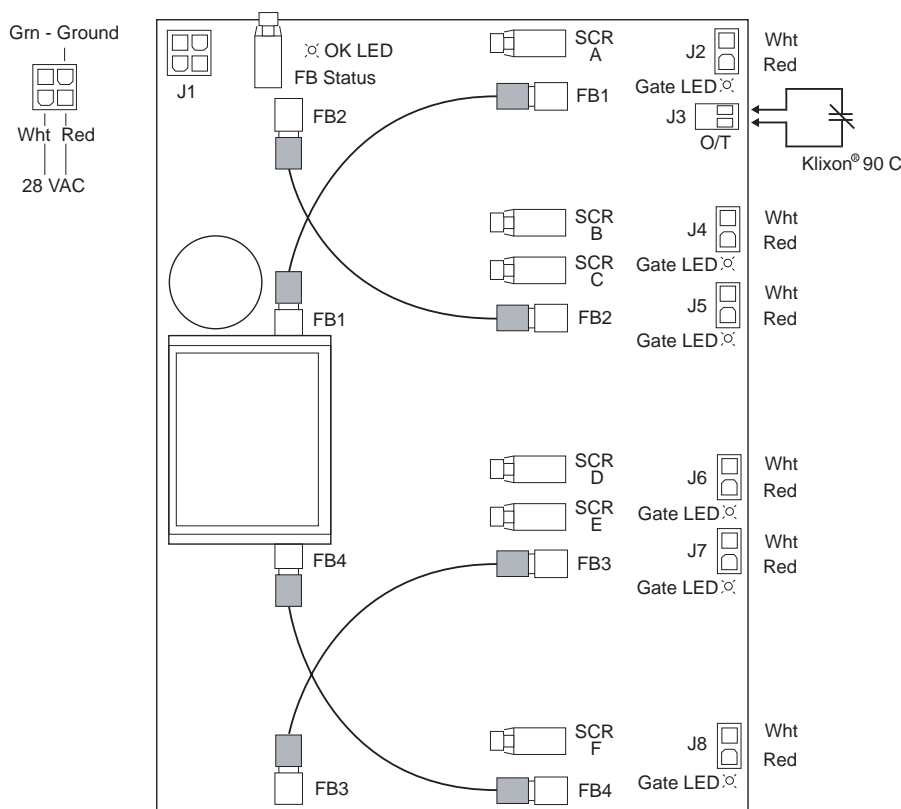 Grn - Ground
Wht Red
28 VAC
J1
OK LED
FB Status
FB2
SCR
A
J2
Wht
Red
Gate LED
FB1
J3
O/T
Klixon® 90 C
SCR
B
J4
Wht
Red
Gate LED
SCR
C
J5
Wht
Red
FB1
FB2
Gate LED
SCR
D
J6
Wht
Red
Gate LED
SCR
E
J7
Wht
Red
FB4
FB3
Gate LED
SCR
F
J8
Wht
Red
Gate LED
FB3
FB4